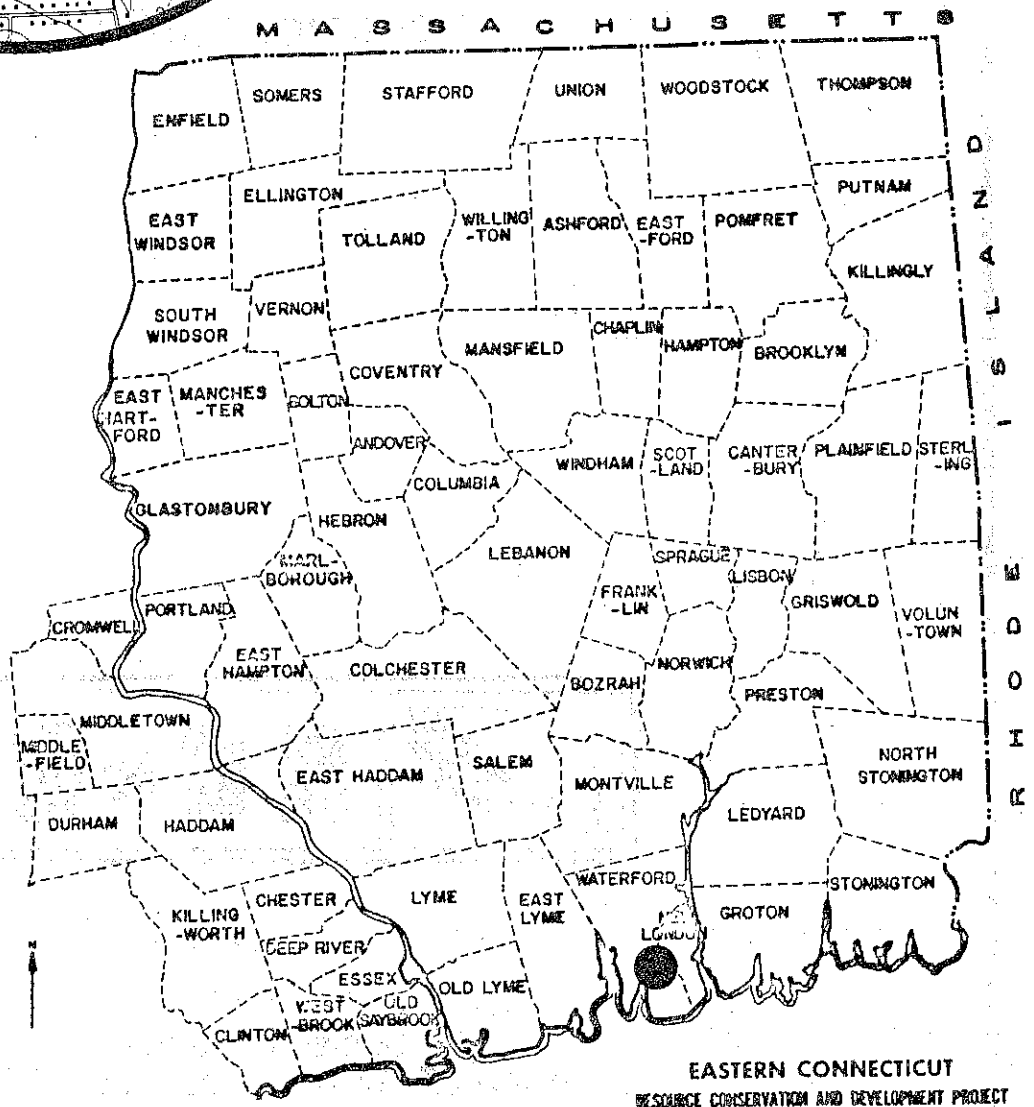 M A S S A C H U S E T T S
ENFIELD
SOMERS
STAFFORD
UNION
WOODSTOCK
THOMPSON
ELLINGTON
PUTNAM
EAST
WINDSOR
TOLLAND
WILLING
-TON
ASHFORD
EAST
-FORD
POMFRET
KILLINGLY
SOUTH
WINDSOR
VERNON
MANSFIELD
CHAPLIN
HAMPTON
BROOKLYN
COVENTRY
EAST
HART-
FORD
MANCHES
-TER
BOLTON
ANDOVER
COLUMBIA
WINDHAM
SCOT
-LAND
CANTER
-BURY
PLAINFIELD
STERL
-ING
GLASTONBURY
HEBRON
MARL-
BOROUGH
LEBANON
SPRAGUE
LISBON
FRANK
-LIN
GRISWOLD
VOLUN
-TOWN
R H O D E I S L A N D
CROMWELL
PORTLAND
EAST
HAMPTON
COLCHESTER
BOZRAH
NORWICH
PRESTON
MIDDLETOWN
MIDDLE
-FIELD
EAST HADDAM
SALEM
MONTVILLE
NORTH
STONINGTON
DURHAM
HADDAM
LEDYARD
KILLING
-WORTH
CHESTER
LYME
EAST
LYME
WATERFORD
NEW
LONDON
GROTON
STONINGTON
DEEP RIVER
ESSEX
OLD LYME
WEST
-BROOK
OLD
SAYBROOK
CLINTON
N
EASTERN CONNECTICUT
RESOURCE CONSERVATION AND DEVELOPMENT PROJECT